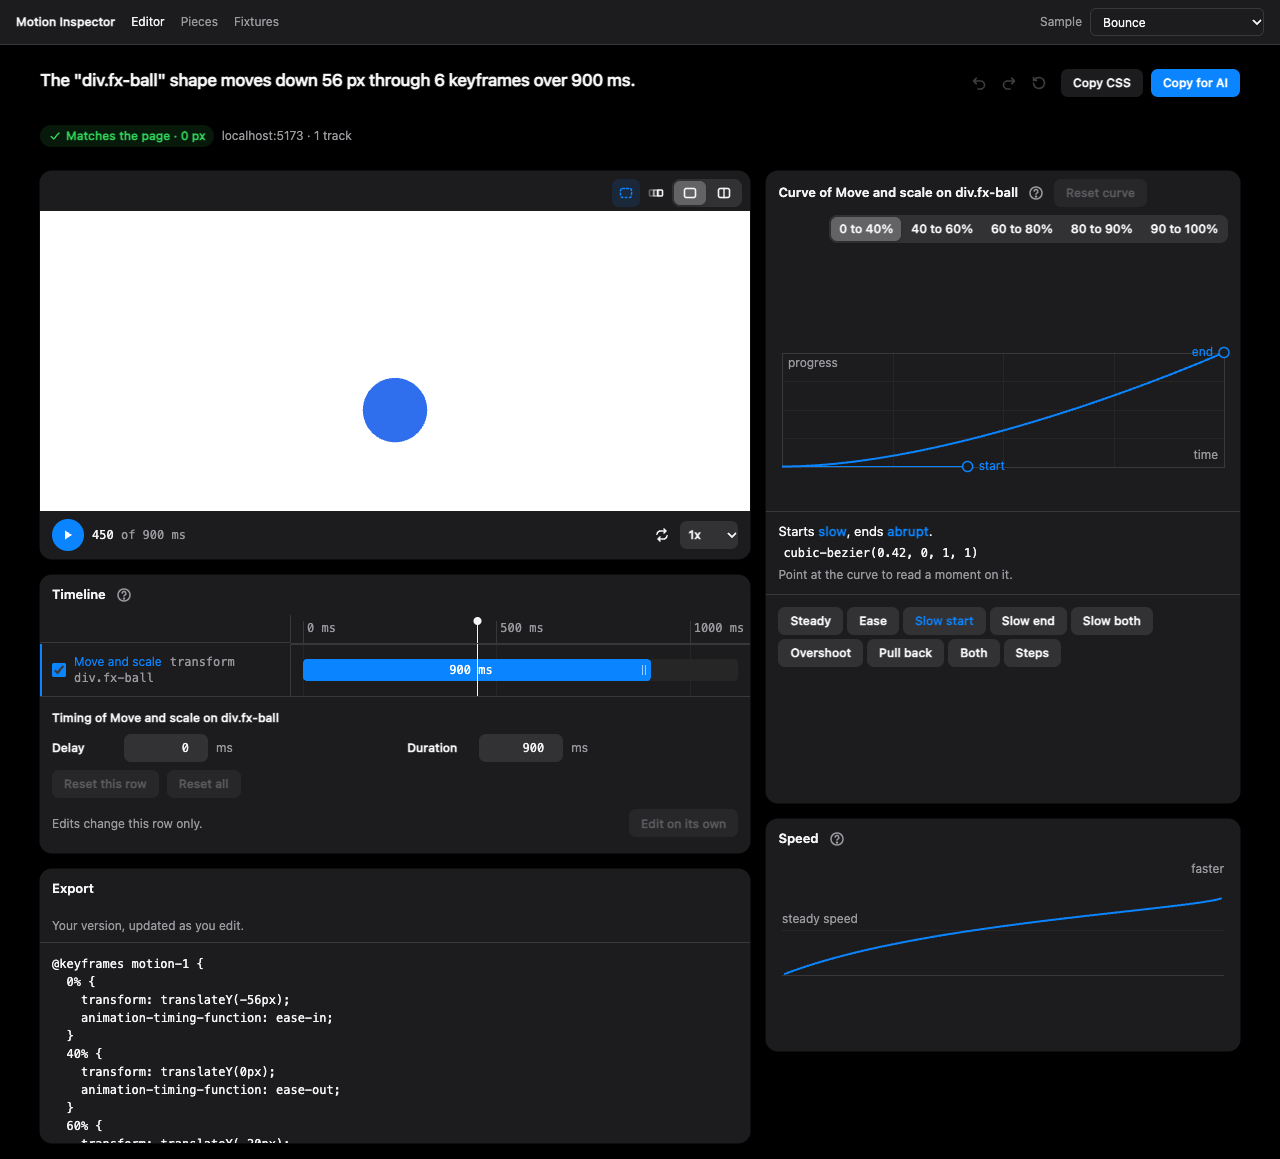 Motion Inspector Editor Pieces Fixtures Sample Bounce
The "div.fx-ball" shape moves down 56 px through 6 keyframes over 900 ms.
Copy CSS Copy for AI
Matches the page · 0 px localhost:5173 · 1 track
450 of 900 ms 1x
Timeline
0 ms 500 ms 1000 ms
Move and scale transform
div.fx-ball
900 ms
Timing of Move and scale on div.fx-ball
Delay 0 ms Duration 900 ms
Reset this row Reset all
Edits change this row only. Edit on its own
Export
Your version, updated as you edit.
@keyframes motion-1 {
0% {
transform: translateY(-56px);
animation-timing-function: ease-in;
}
40% {
transform: translateY(0px);
animation-timing-function: ease-out;
}
60% {
transform: translateY(-20px);
Curve of Move and scale on div.fx-ball Reset curve
0 to 40% 40 to 60% 60 to 80% 80 to 90% 90 to 100%
end
progress
time
start
Starts slow, ends abrupt.
cubic-bezier(0.42, 0, 1, 1)
Point at the curve to read a moment on it.
Steady Ease Slow start Slow end Slow both
Overshoot Pull back Both Steps
Speed
faster
steady speed